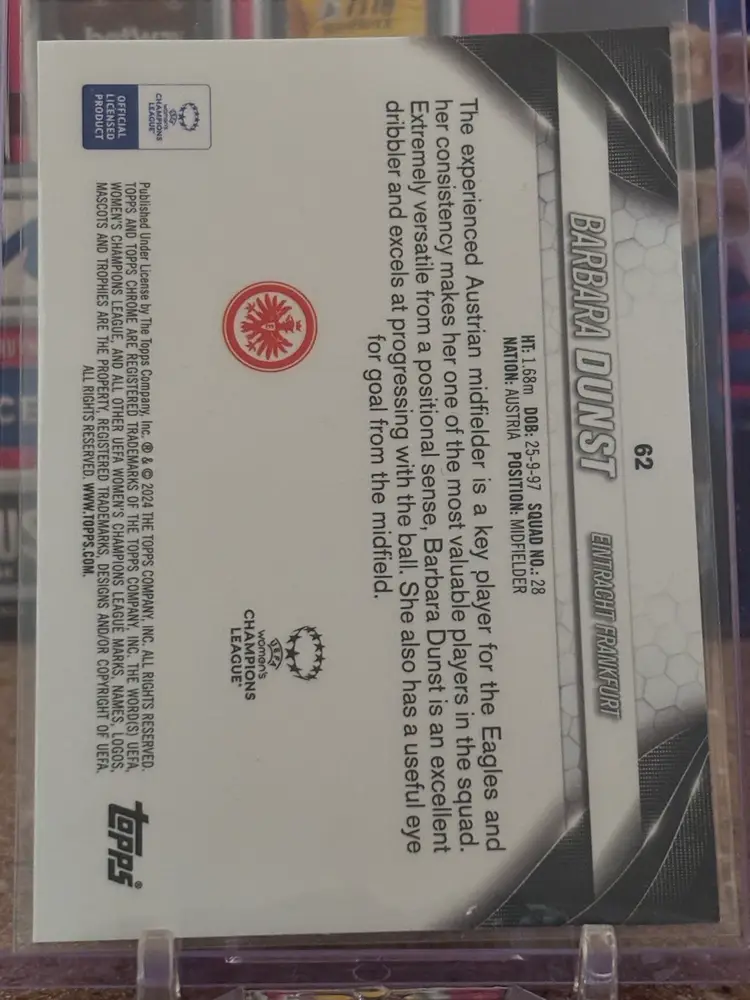 62
BARBARA DUNST
EINTRACHT FRANKFURT
HT: 1.68m DOB: 25-9-97 SQUAD NO.: 28
NATION: AUSTRIA POSITION: MIDFIELDER
The experienced Austrian midfielder is a key player for the Eagles and
her consistency makes her one of the most valuable players in the squad.
Extremely versatile from a positional sense, Barbara Dunst is an excellent
dribbler and excels at progressing with the ball. She also has a useful eye
for goal from the midfield.
UEFA
women's
CHAMPIONS
LEAGUE
UEFA
women's
CHAMPIONS
LEAGUE
OFFICIAL
LICENSED
PRODUCT
Published Under License by The Topps Company, Inc. ® & © 2024 THE TOPPS COMPANY, INC. ALL RIGHTS RESERVED.
TOPPS AND TOPPS CHROME ARE REGISTERED TRADEMARKS OF THE TOPPS COMPANY, INC. THE WORD(S) UEFA,
WOMEN'S CHAMPIONS LEAGUE, AND ALL OTHER UEFA WOMEN'S CHAMPIONS LEAGUE MARKS, NAMES, LOGOS,
MASCOTS AND TROPHIES ARE THE PROPERTY, REGISTERED TRADEMARKS, DESIGNS AND/OR COPYRIGHT OF UEFA.
ALL RIGHTS RESERVED. WWW.TOPPS.COM.
topps®